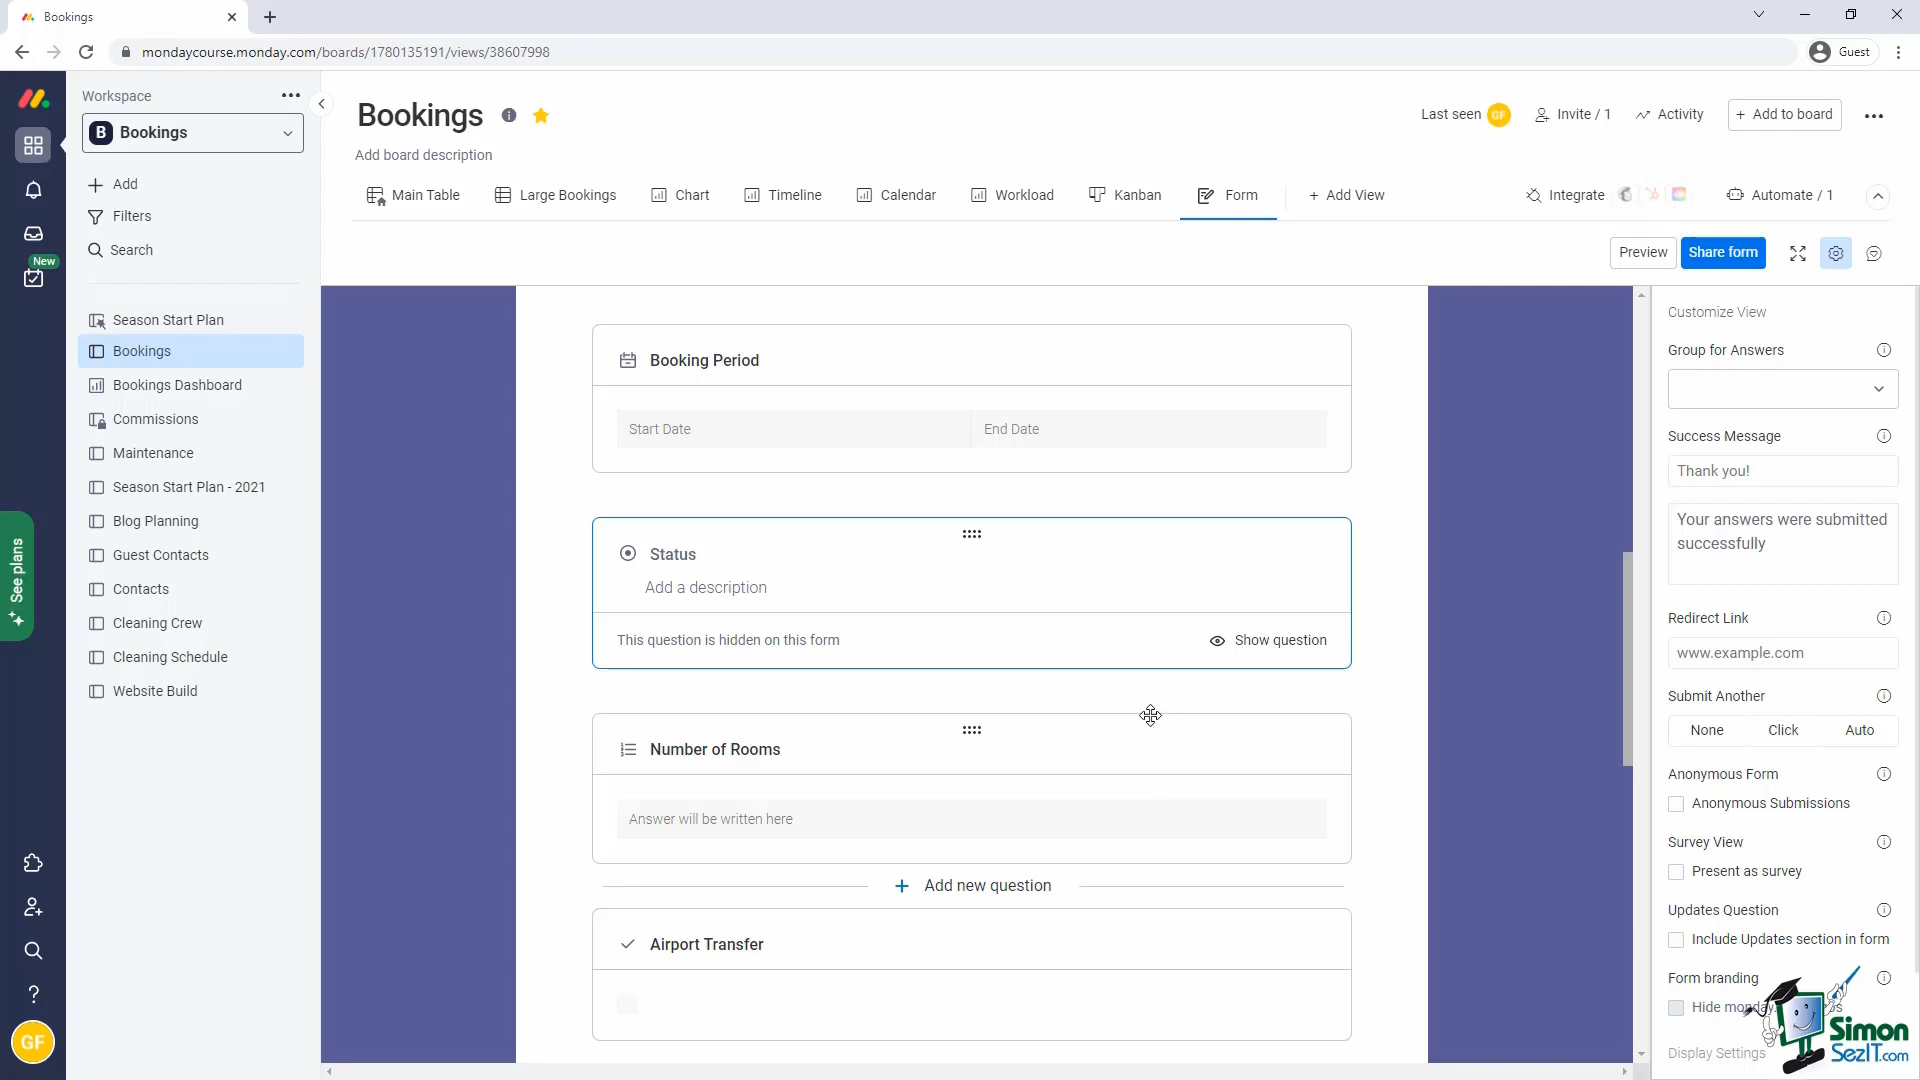 Bookings
mondaycourse.monday.com/boards/1780135191/views/38607998
Guest
Workspace
B Bookings
Add
Filters
Search
New
Season Start Plan
Bookings
Bookings Dashboard
Commissions
Maintenance
Season Start Plan - 2021
Blog Planning
Guest Contacts
Contacts
Cleaning Crew
Cleaning Schedule
Website Build
See plans
GF
Bookings
Last seen GF
Invite / 1
Activity
+ Add to board
Add board description
Main Table
Large Bookings
Chart
Timeline
Calendar
Workload
Kanban
Form
+ Add View
Integrate
Automate / 1
Preview
Share form
Booking Period
Start Date
End Date
Status
Add a description
This question is hidden on this form
Show question
Number of Rooms
Answer will be written here
+ Add new question
Airport Transfer
Customize View
Group for Answers
Success Message
Thank you!
Your answers were submitted
successfully
Redirect Link
www.example.com
Submit Another
None Click Auto
Anonymous Form
Anonymous Submissions
Survey View
Present as survey
Updates Question
Include Updates section in form
Form branding
Hide
Display Settings
Simon
SezIT.com